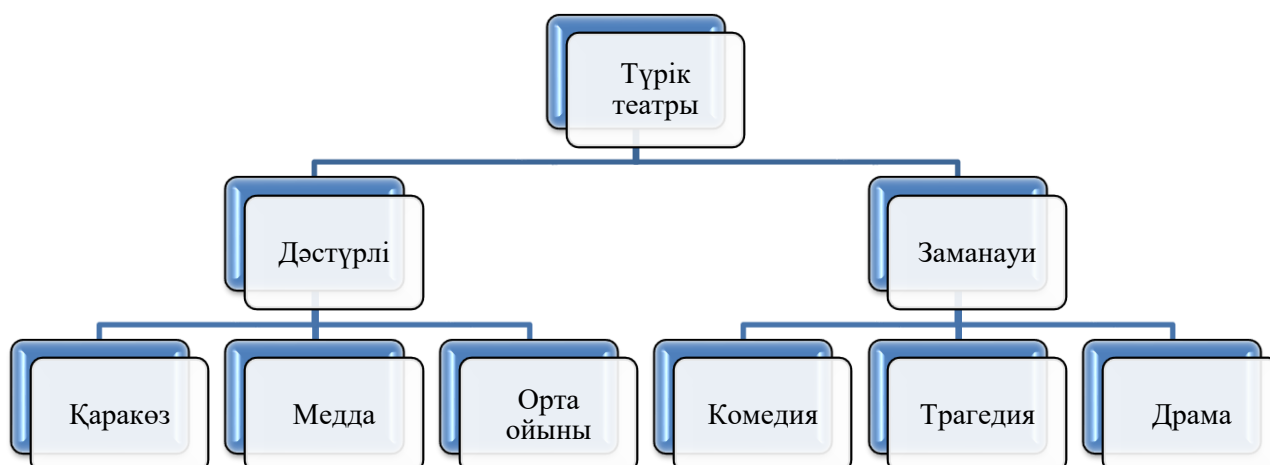 Түрік
театры
Дәстүрлі
Заманауи
Қаракөз
Медда
Орта
ойыны
Комедия
Трагедия
Драма